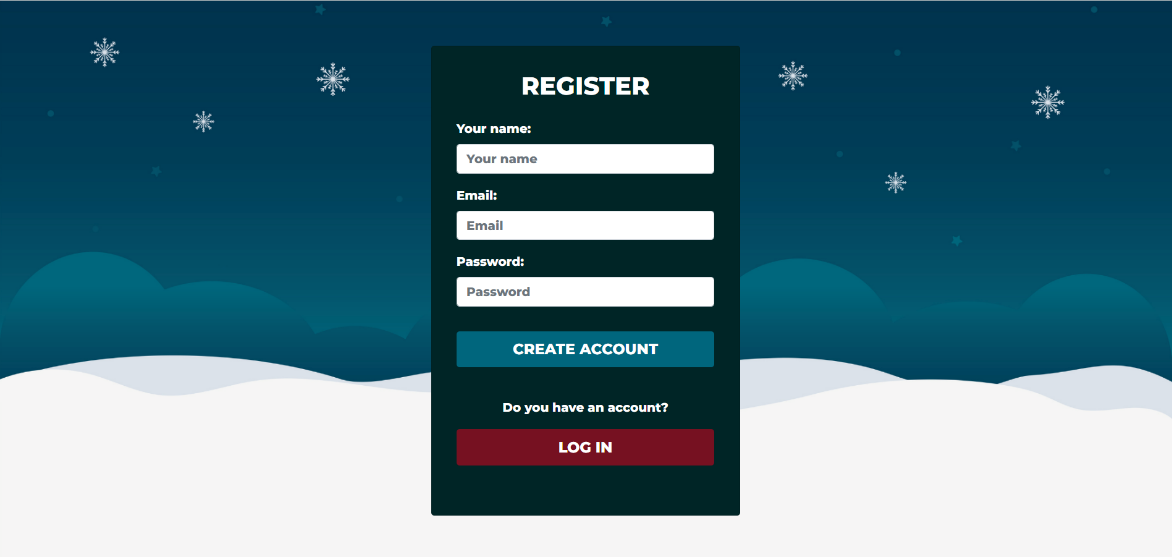 REGISTER
Your name:
Your name
Email:
Email
Password:
Password
CREATE ACCOUNT
Do you have an account?
LOG IN